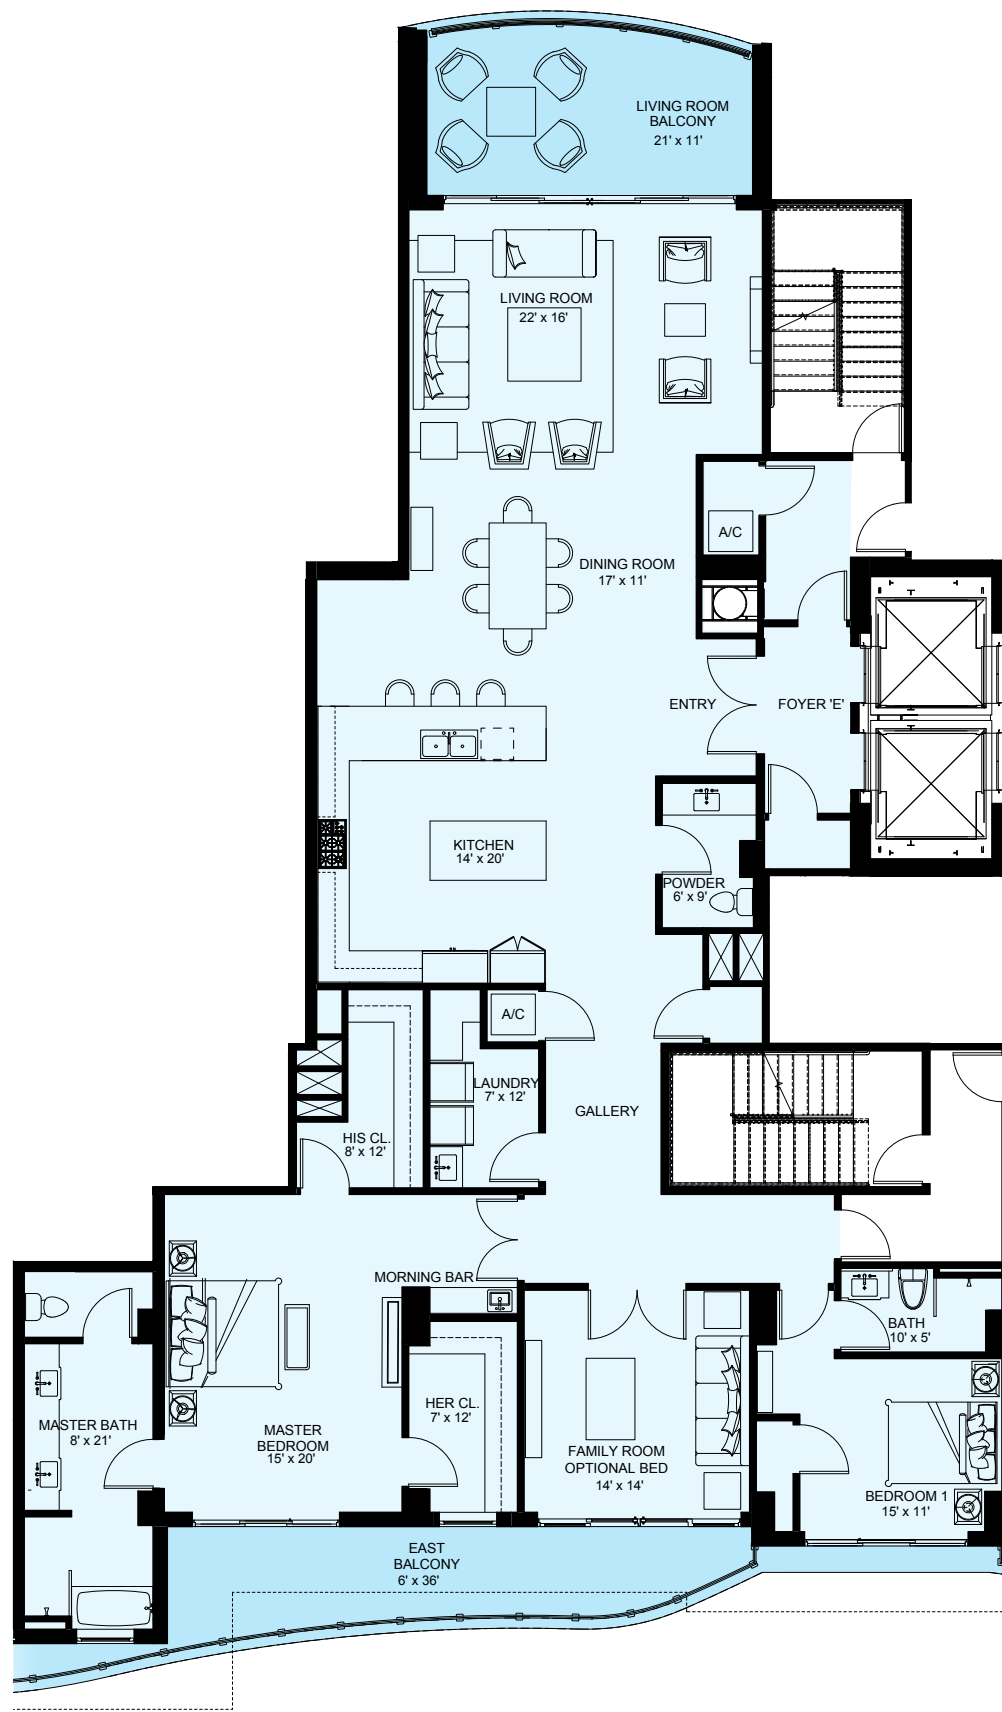 LIVING ROOM
BALCONY
21' x 11'
LIVING ROOM
22' x 16'
A/C
DINING ROOM
17' x 11'
ENTRY
FOYER 'E'
KITCHEN
14' x 20'
POWDER
6' x 9'
A/C
LAUNDRY
7' x 12'
GALLERY
HIS CL.
8' x 12'
MORNING BAR
BATH
10' x 5'
HER CL.
7' x 12'
MASTER BATH
8' x 21'
MASTER
BEDROOM
15' x 20'
FAMILY ROOM
OPTIONAL BED
14' x 14'
BEDROOM 1
15' x 11'
EAST
BALCONY
6' x 36'